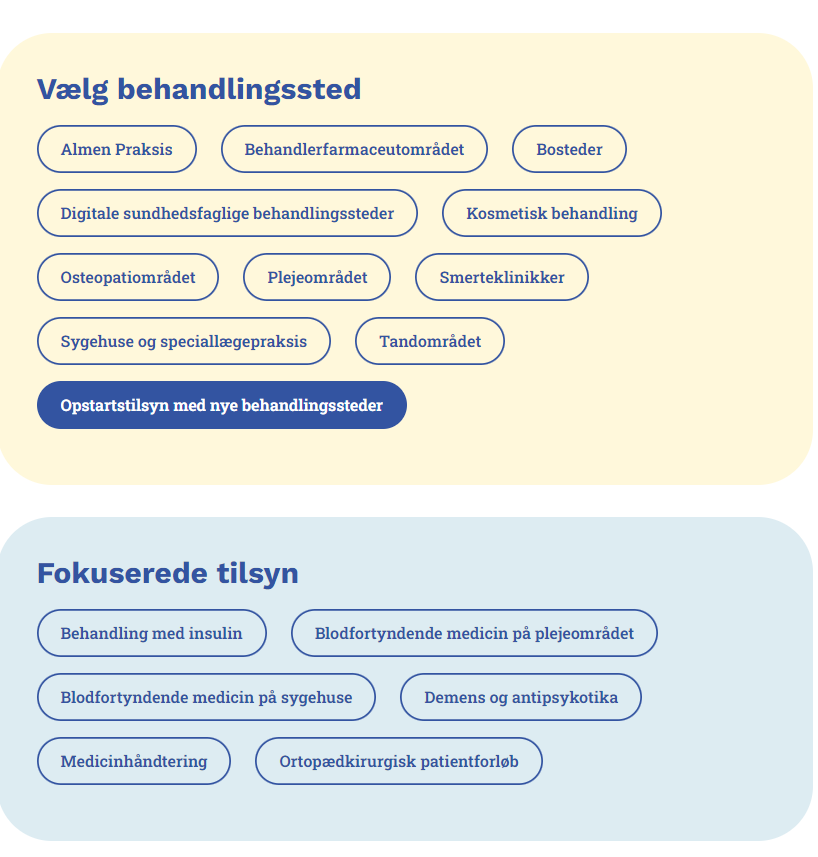 Vælg behandlingssted
Almen Praksis Behandlerfarmaceutområdet Bosteder
Digitale sundhedsfaglige behandlingssteder Kosmetisk behandling
Osteopatiområdet Plejeområdet Smerteklinikker
Sygehuse og speciallægepraksis Tandområdet
Opstartstilsyn med nye behandlingssteder
Fokuserede tilsyn
Behandling med insulin Blodfortyndende medicin på plejeområdet
Blodfortyndende medicin på sygehuse Demens og antipsykotika
Medicinhåndtering Ortopædkirurgisk patientforløb